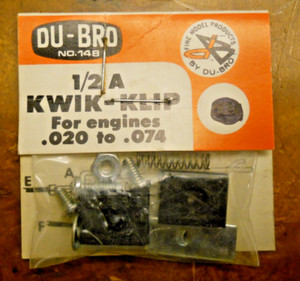 DU-BRO
NO. 148
FINE MODEL PRODUCTS
BY DU-BRO
1/2 A
KWIK-KLIP
For engines
.020 to .074
A
E
F